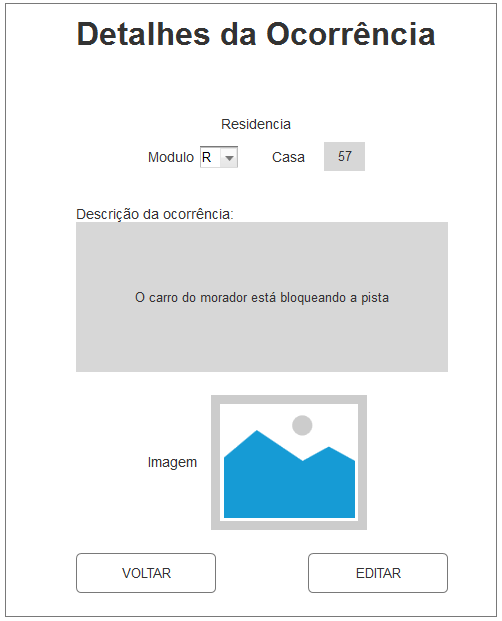 Detalhes da Ocorrência
Residencia
Modulo R Casa 57
Descrição da ocorrência:
O carro do morador está bloqueando a pista
Imagem
VOLTAR EDITAR